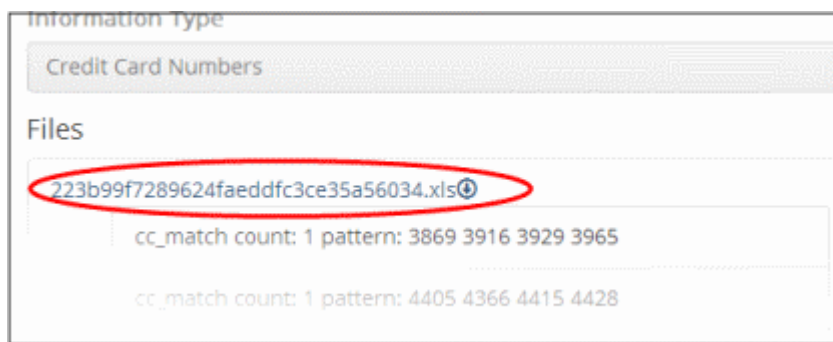 Information Type
Credit Card Numbers
Files
223b99f7289624faeddfc3ce35a56034.xls
cc_match count: 1 pattern: 3869 3916 3929 3965
cc_match count: 1 pattern: 4405 4366 4415 4428